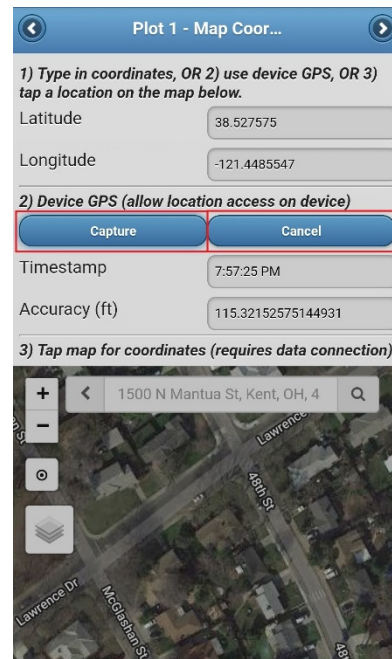 Plot 1 - Map Coor...
1) Type in coordinates, OR 2) use device GPS, OR 3)
tap a location on the map below.
Latitude
38.527575
Longitude
-121.4485547
2) Device GPS (allow location access on device)
Capture
Cancel
Timestamp
7:57:25 PM
Accuracy (ft)
115.32152575144931
3) Tap map for coordinates (requires data connection)
+
1500 N Mantua St, Kent, OH, 4
−
Lawrence
48th St
Lawrence Dr
McGlashan St
48